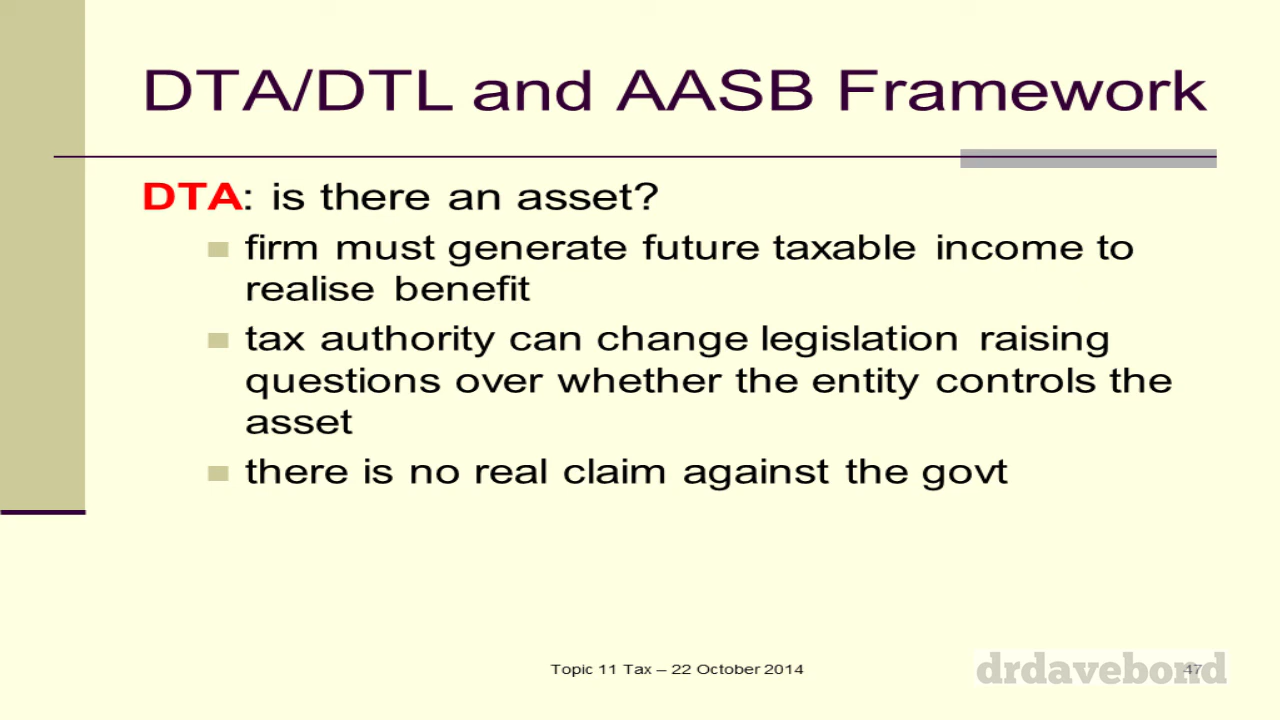 DTA/DTL and AASB Framework
DTA: is there an asset?
firm must generate future taxable income to
realise benefit
tax authority can change legislation raising
questions over whether the entity controls the
asset
there is no real claim against the govt
Topic 11 Tax – 22 October 2014
drdavebond
47